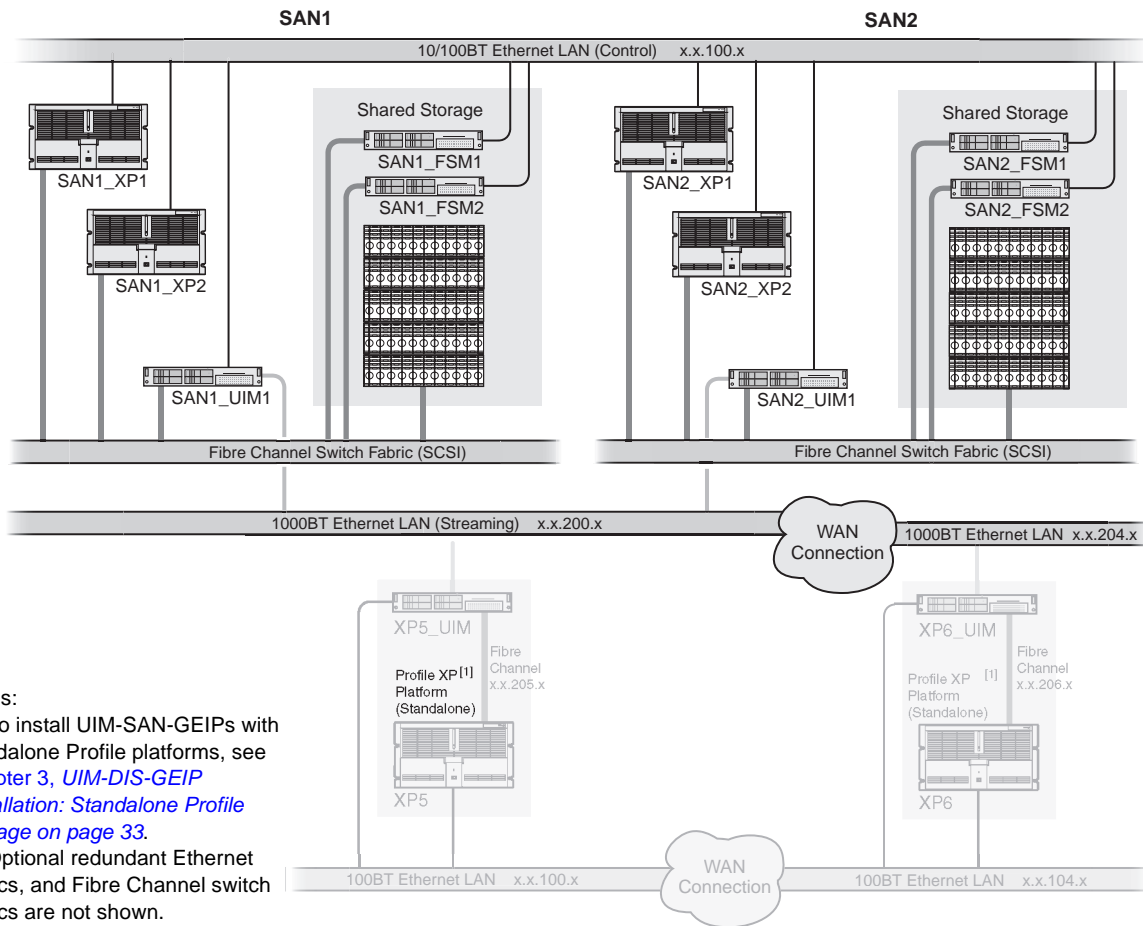 SAN1
SAN2
10/100BT Ethernet LAN (Control) x.x.100.x
Shared Storage
SAN1_FSM1
SAN1_FSM2
SAN1_XP1
SAN1_XP2
SAN1_UIM1
Shared Storage
SAN2_FSM1
SAN2_FSM2
SAN2_XP1
SAN2_XP2
SAN2_UIM1
Fibre Channel Switch Fabric (SCSI)
Fibre Channel Switch Fabric (SCSI)
1000BT Ethernet LAN (Streaming) x.x.200.x
WAN
Connection
1000BT Ethernet LAN x.x.204.x
XP5_UIM
Fibre
Channel
x.x.205.x
Profile XP [1]
Platform
(Standalone)
XP5
XP6_UIM
Fibre
Channel
x.x.206.x
Profile XP [1]
Platform
(Standalone)
XP6
s:
o install UIM-SAN-GEIPs with
dalone Profile platforms, see
oter 3, UIM-DIS-GEIP
allation: Standalone Profile
age on page 33.
Optional redundant Ethernet
cs, and Fibre Channel switch
cs are not shown.
100BT Ethernet LAN x.x.100.x
WAN
Connection
100BT Ethernet LAN x.x.104.x